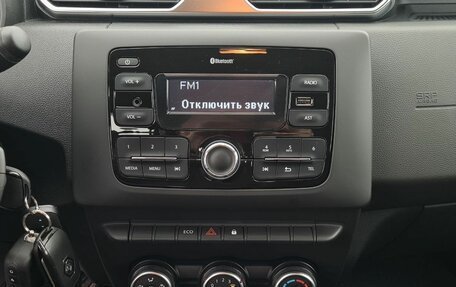 Bluetooth
VOL +
RADIO
FM1
Отключить звук
VOL —
AST
1 2 3
4 5 6
MEDIA MENU
TEL
ECO
SRP
AIRBAG